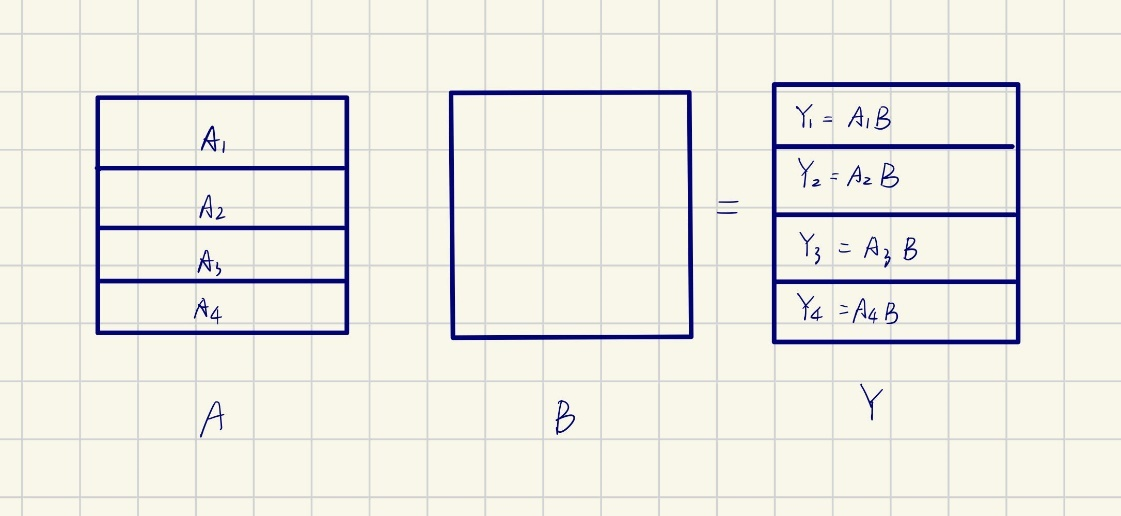 A₁
A₂
A₃
A₄
A
B
=
Y₁ = A₁B
Y₂ = A₂B
Y₃ = A₃B
Y₄ = A₄B
Y